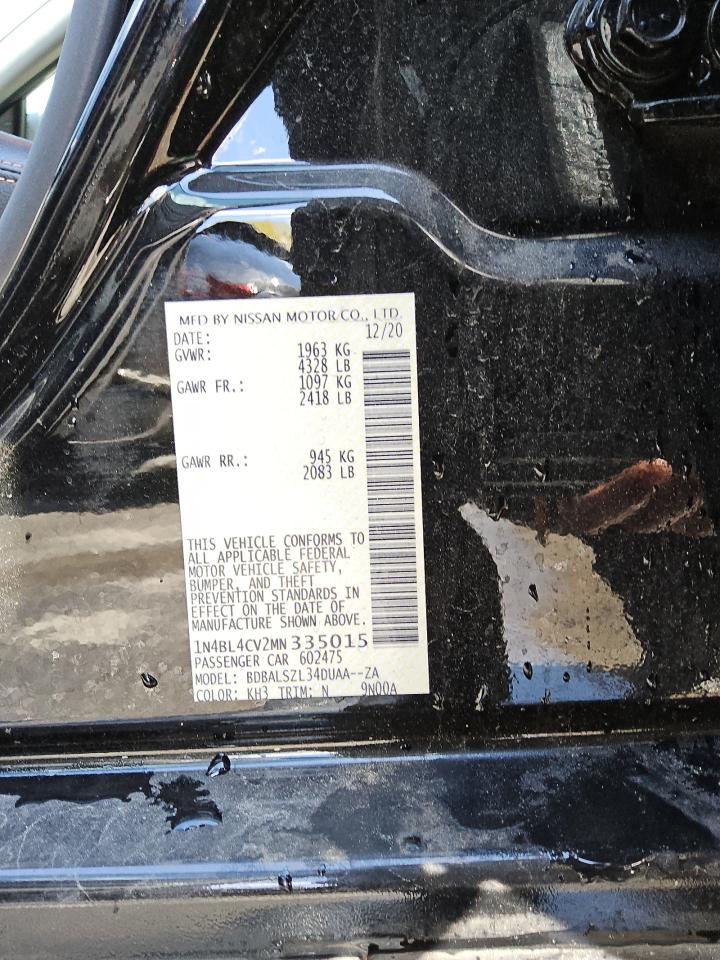 MFD BY NISSAN MOTOR CO., LTD.
DATE: 12/20
GVWR: 1963 KG
4328 LB
GAWR FR.: 1097 KG
2418 LB
GAWR RR.: 945 KG
2083 LB
THIS VEHICLE CONFORMS TO
ALL APPLICABLE FEDERAL
MOTOR VEHICLE SAFETY,
BUMPER, AND THEFT
PREVENTION STANDARDS IN
EFFECT ON THE DATE OF
MANUFACTURE SHOWN ABOVE.
1N4BL4CV2MN335015
PASSENGER CAR 602475
MODEL: BDBALSZL34DUAA--ZA
COLOR: KH3 TRIM: N 9N00A